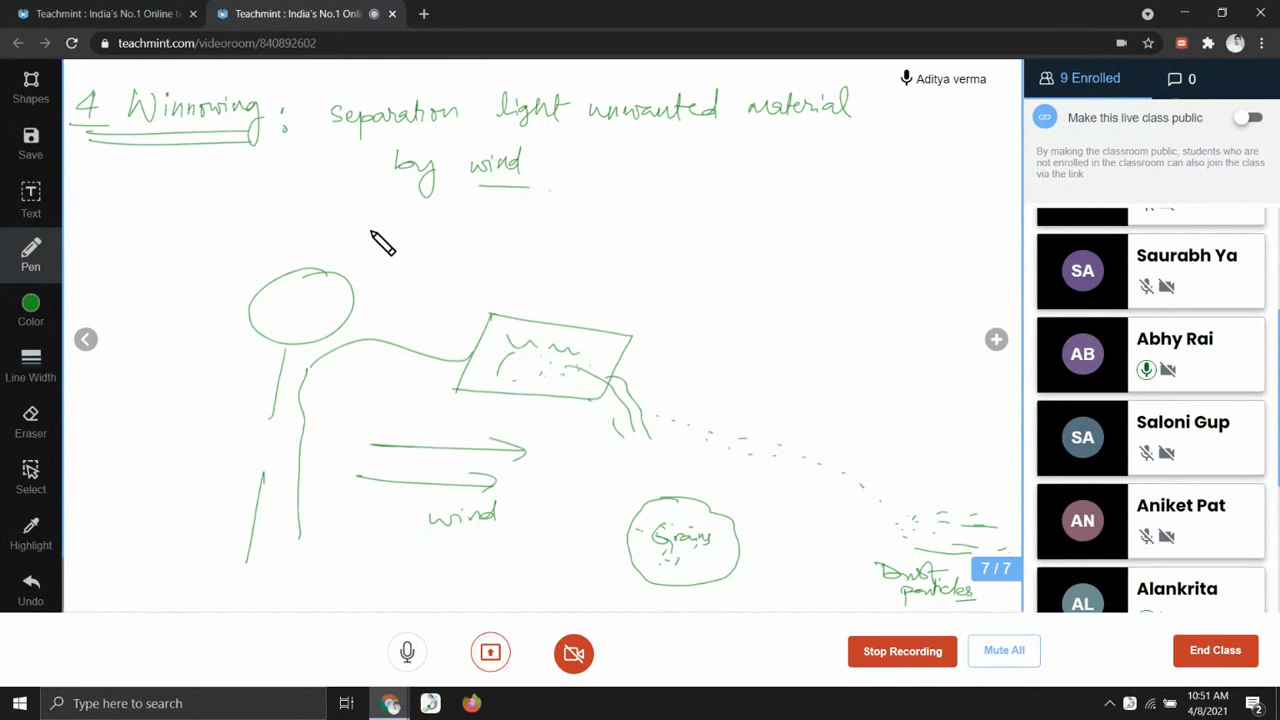 Teachmint : India's No.1 Online t
Teachmint : India's No.1 Onli
teachmint.com/videoroom/840892602
Shapes
Save
Text
Pen
Color
Line Width
Eraser
Select
Highlight
Undo
Aditya verma
4 Winnowing : separation light unwanted material
by wind
wind
Grains
Dust
particles
7 / 7
9 Enrolled
0
Make this live class public
By making the classroom public, students who are
not enrolled in the classroom can also join the class
via the link
SA
Saurabh Ya
AB
Abhy Rai
SA
Saloni Gup
AN
Aniket Pat
AL
Alankrita
Stop Recording
Mute All
End Class
Type here to search
10:51 AM
4/8/2021
2